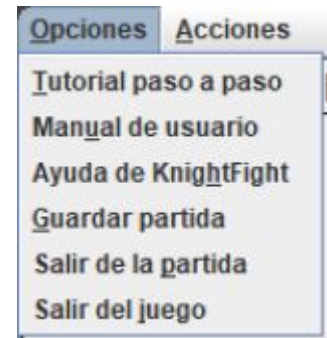 Opciones Acciones
Tutorial paso a paso
Manual de usuario
Ayuda de KnightFight
Guardar partida
Salir de la partida
Salir del juego